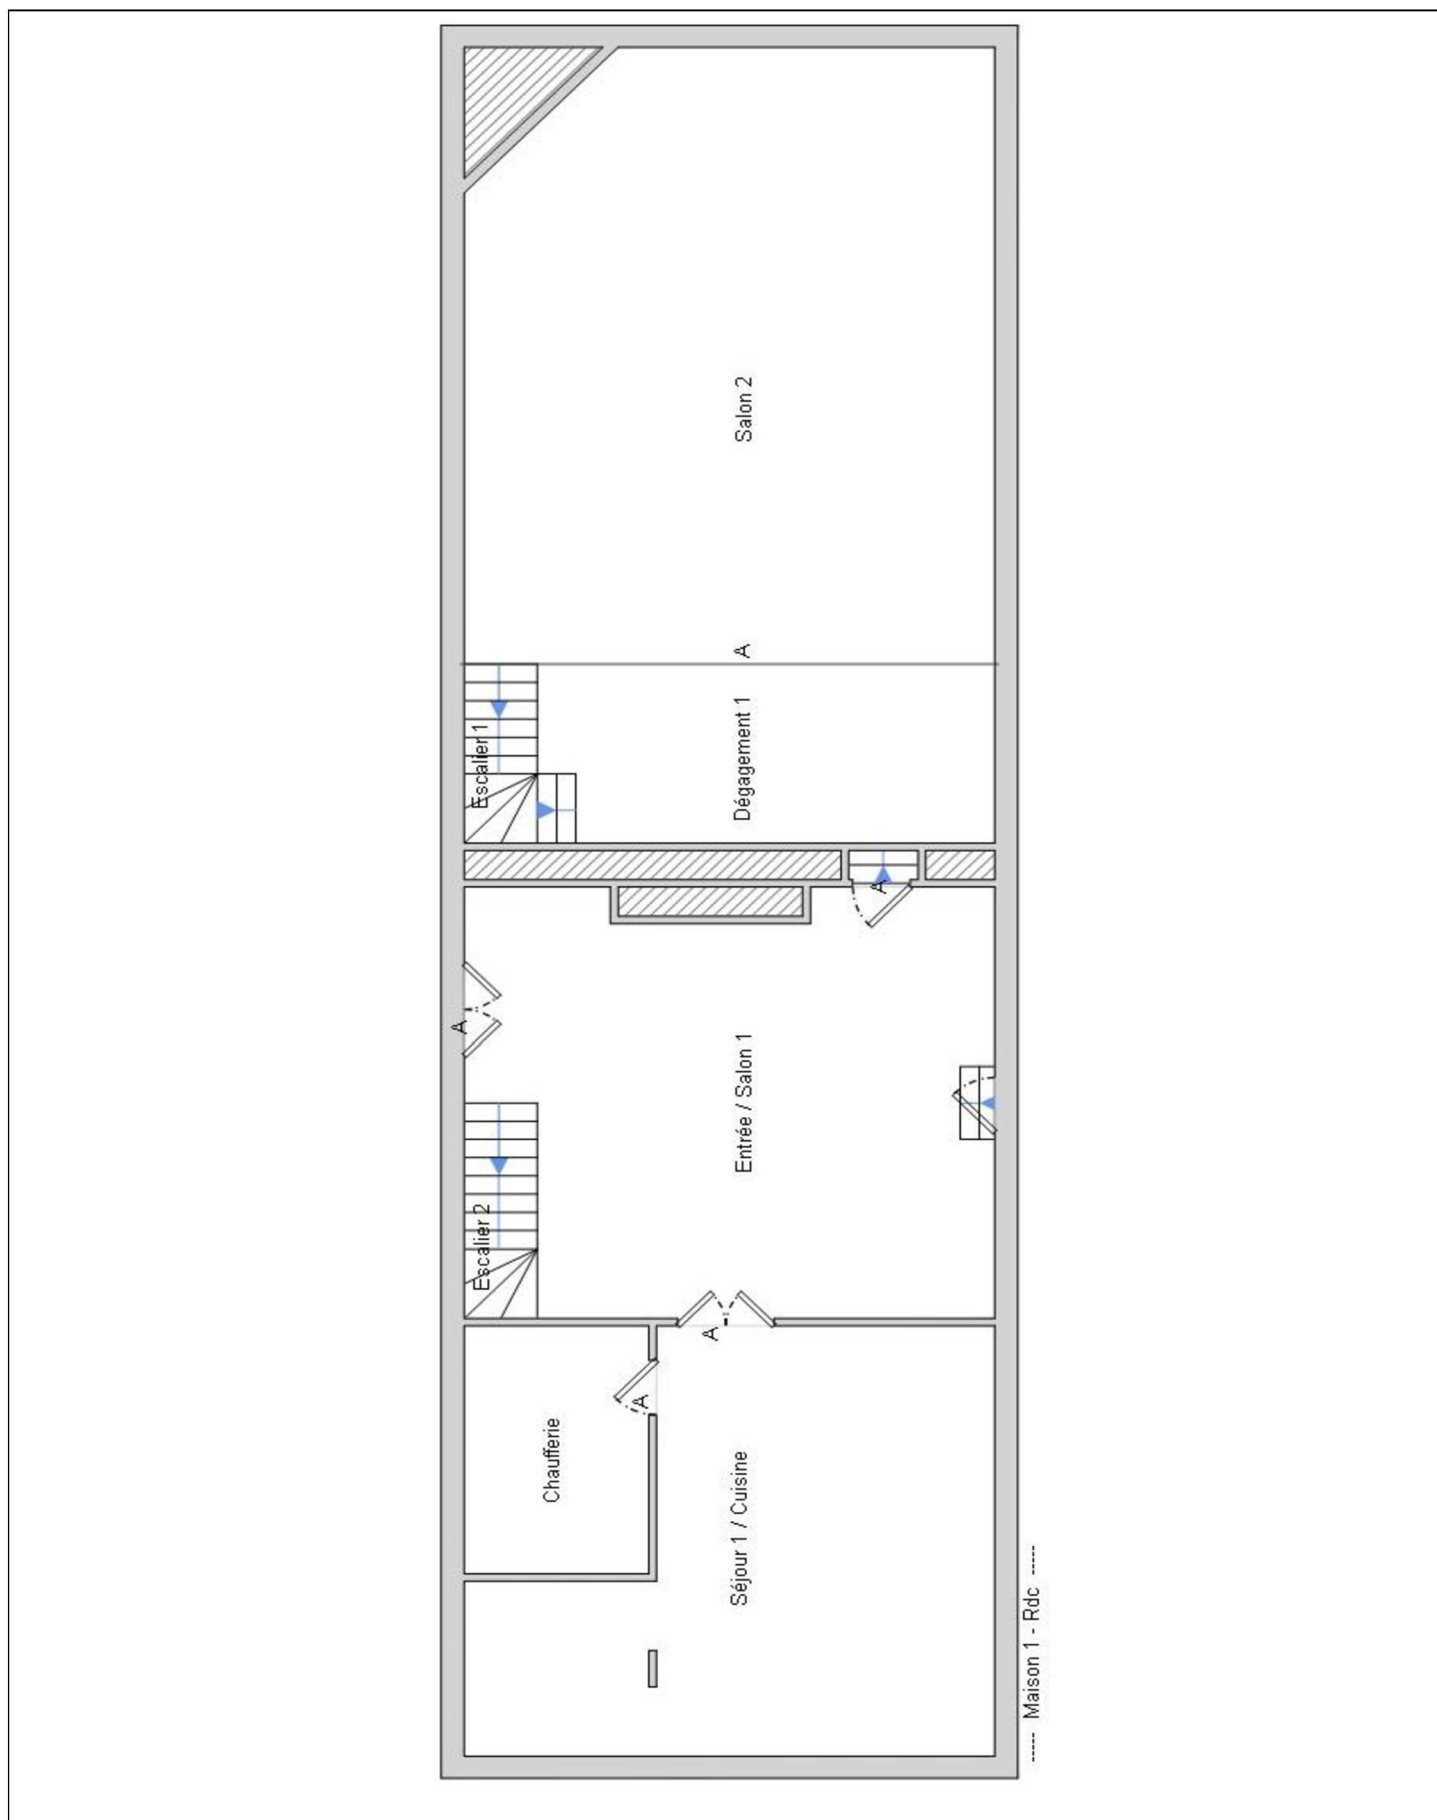 Salon 2
A
Dégagement 1
Escalier 1
A
A
Entrée / Salon 1
Escalier 2
A
A
Chaufferie
Séjour 1 / Cuisine
----- Maison 1 - Rdc -----